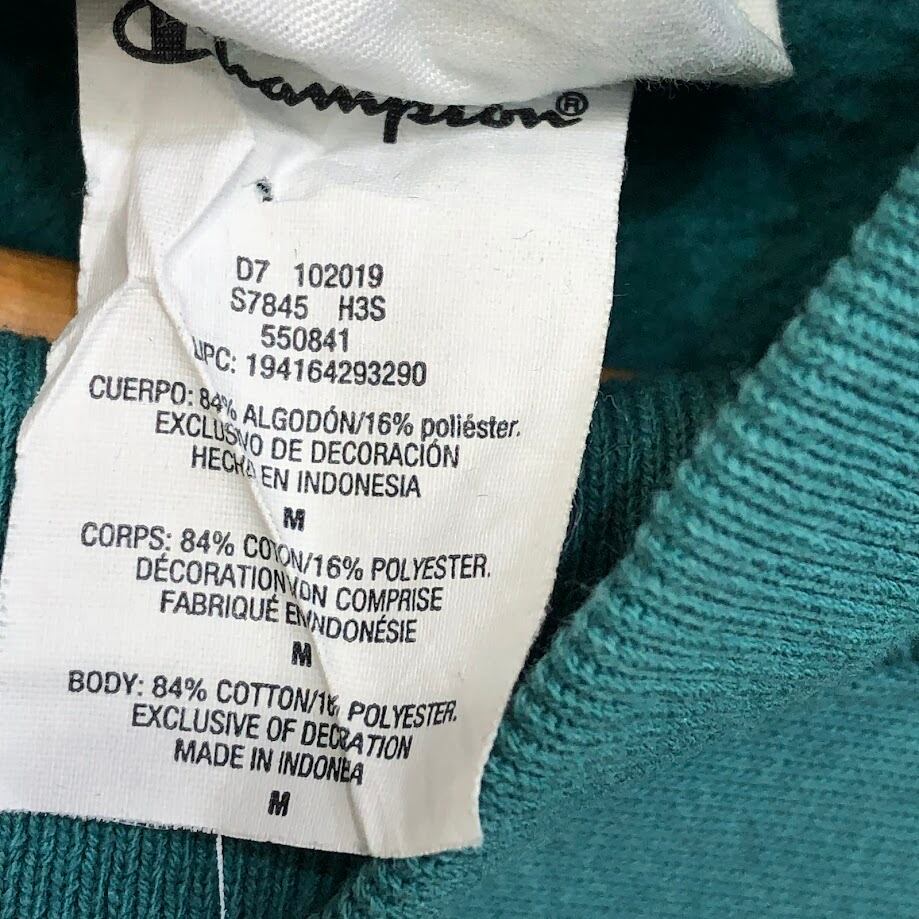 Champion®
D7 102019
S7845 H3S
550841
UPC: 194164293290
CUERPO: 84% ALGODÓN/16% poliéster.
EXCLUSIVO DE DECORACIÓN
HECHO EN INDONESIA
M
CORPS: 84% COTON/16% POLYESTER.
DÉCORATION NON COMPRISE
FABRIQUÉ EN INDONÉSIE
M
BODY: 84% COTTON/16% POLYESTER.
EXCLUSIVE OF DECORATION
MADE IN INDONESIA
M